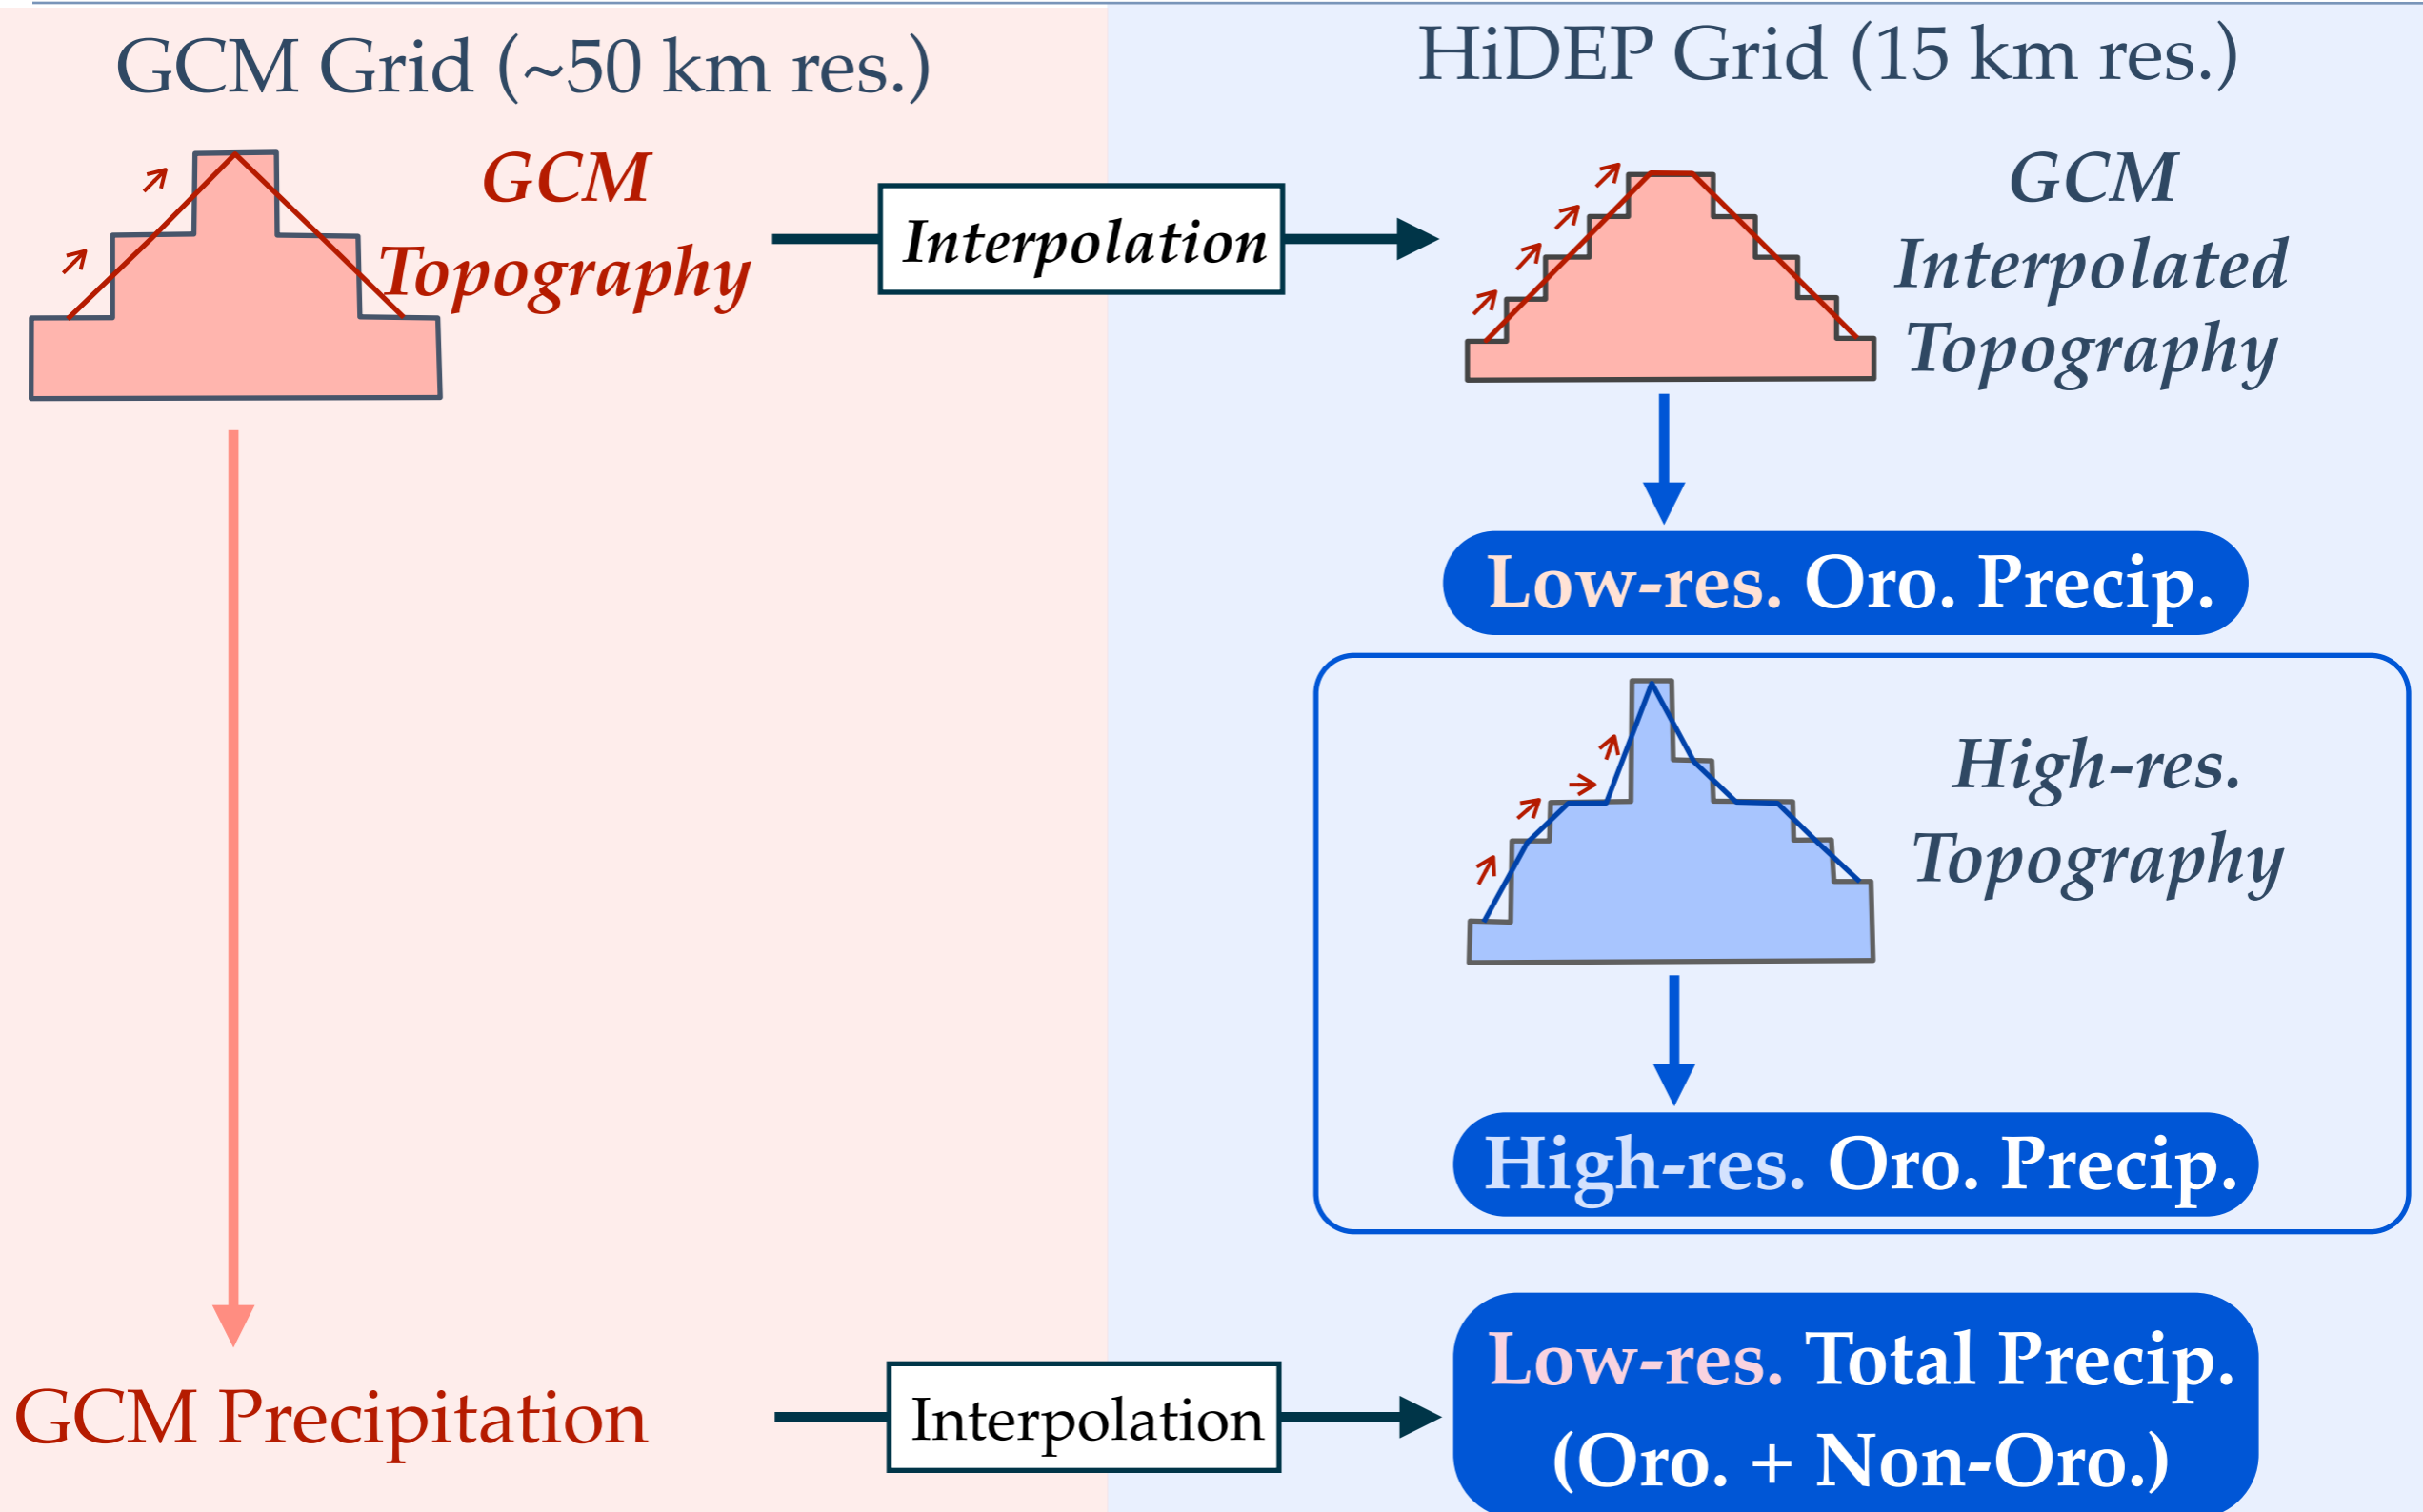 GCM Grid (~50 km res.)
HiDEP Grid (15 km res.)
GCM
Topography
Interpolation
GCM
Interpolated
Topography
Low-res. Oro. Precip.
High-res.
Topography
High-res. Oro. Precip.
GCM Precipitation
Interpolation
Low-res. Total Precip.
(Oro. + Non-Oro.)